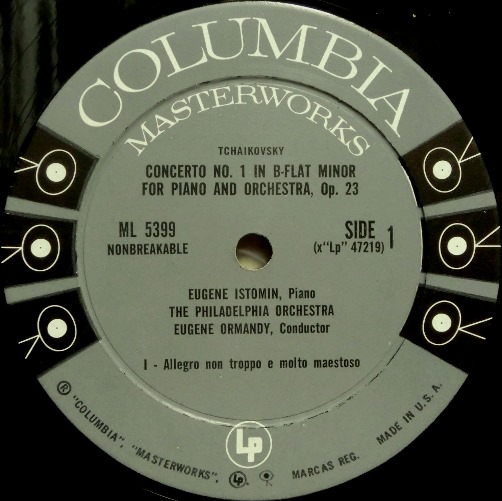 COLUMBIA
MASTERWORKS
TCHAIKOVSKY
CONCERTO NO. 1 IN B-FLAT MINOR
FOR PIANO AND ORCHESTRA, Op. 23
ML 5399
NONBREAKABLE
SIDE 1
(x"Lp" 47219)
EUGENE ISTOMIN, Piano
THE PHILADELPHIA ORCHESTRA
EUGENE ORMANDY, Conductor
I - Allegro non troppo e molto maestoso
Lp
® "COLUMBIA", "MASTERWORKS", Lp MARCAS REG. MADE IN U.S.A.